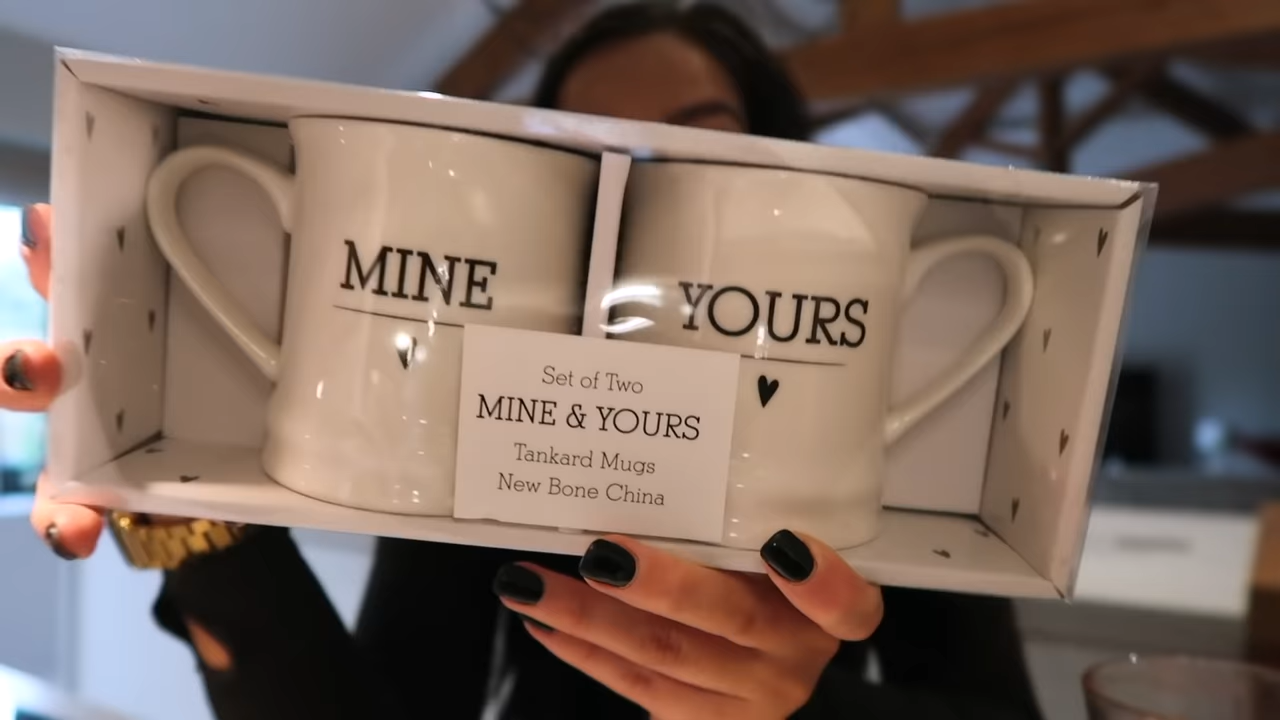 MINE
YOURS
Set of Two
MINE & YOURS
Tankard Mugs
New Bone China